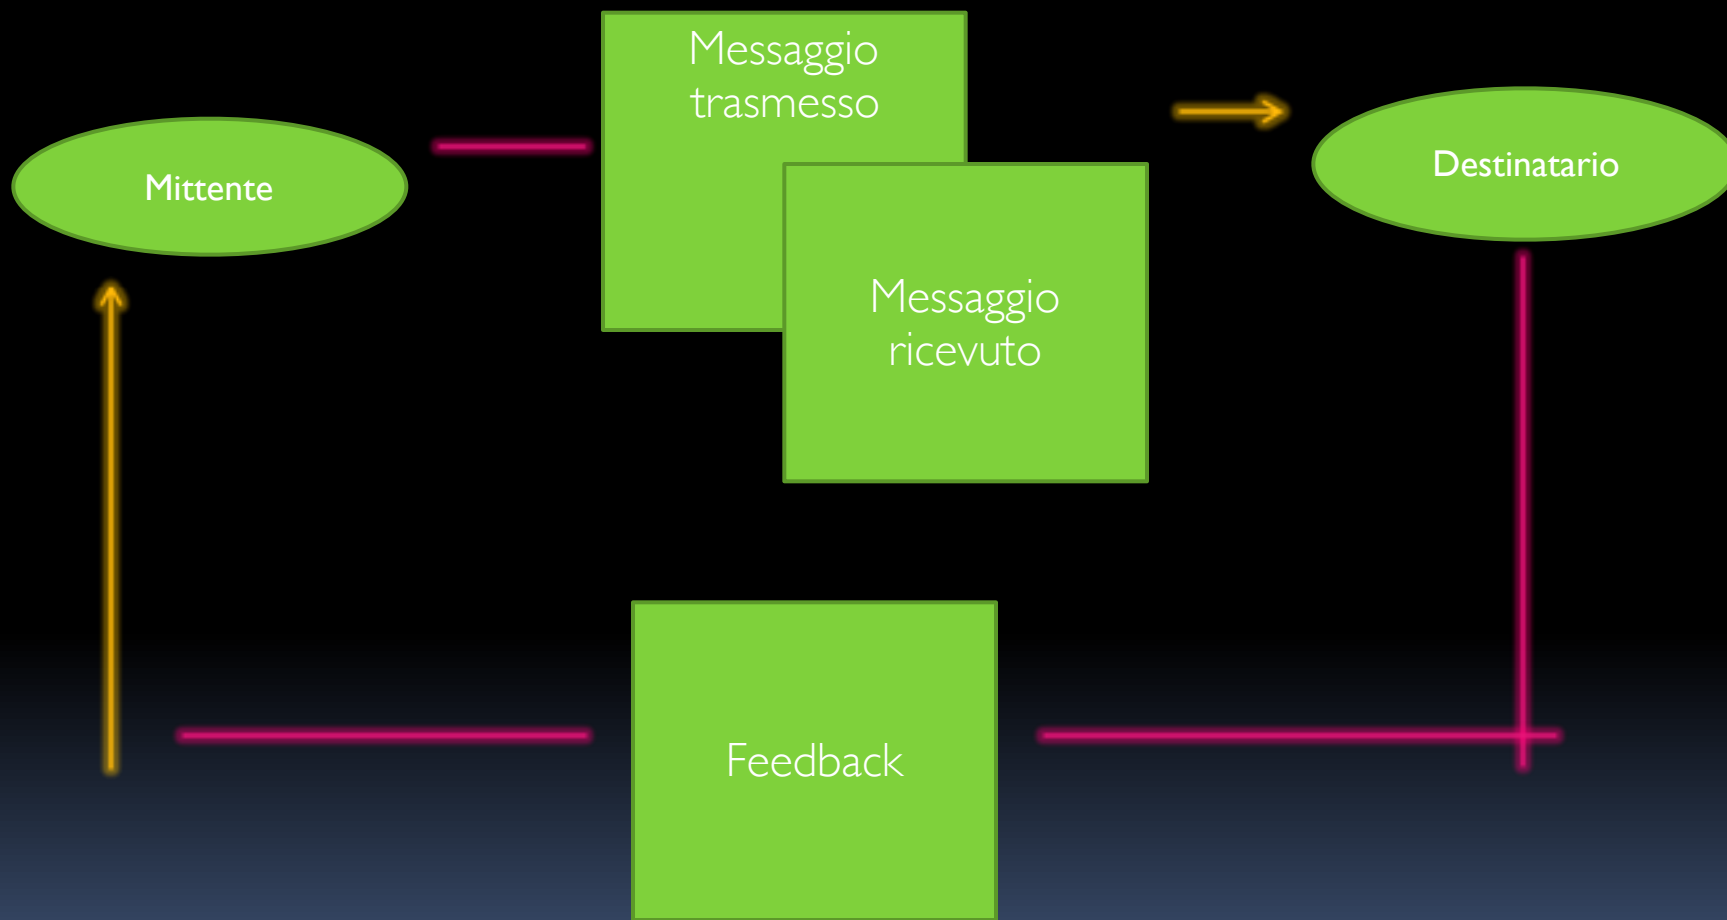 Messaggio
trasmesso
Mittente
Destinatario
Messaggio
ricevuto
Feedback